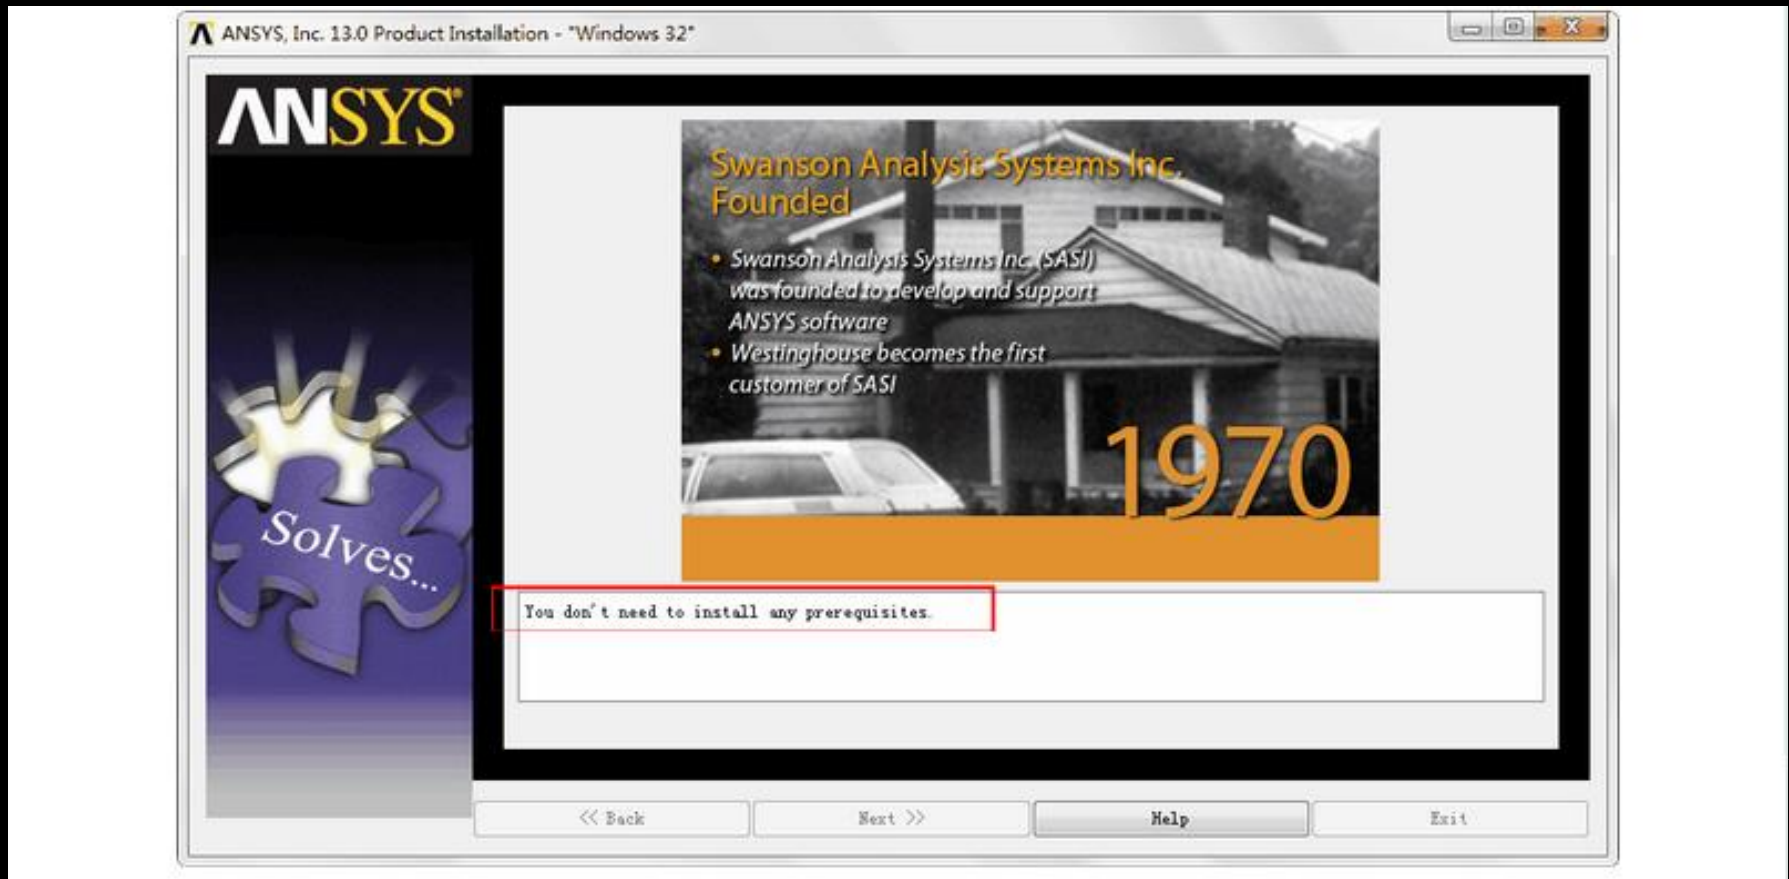 ANSYS, Inc. 13.0 Product Installation - "Windows 32"
ANSYS
Swanson Analysis Systems Inc.
Founded
• Swanson Analysis Systems Inc. (SASI)
was founded to develop and support
ANSYS software
• Westinghouse becomes the first
customer of SASI
1970
Solves...
You don't need to install any prerequisites.
<< Back
Next >>
Help
Exit